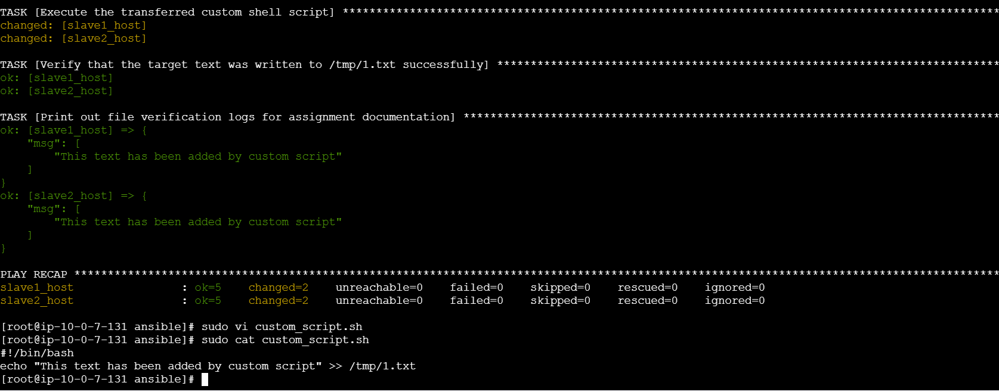 TASK [Execute the transferred custom shell script] **************************************************************************************************
changed: [slave1_host]
changed: [slave2_host]
TASK [Verify that the target text was written to /tmp/1.txt successfully] ***************************************************************************
ok: [slave1_host]
ok: [slave2_host]
TASK [Print out file verification logs for assignment documentation] ********************************************************************************
ok: [slave1_host] => {
    "msg": [
        "This text has been added by custom script"
    ]
}
ok: [slave2_host] => {
    "msg": [
        "This text has been added by custom script"
    ]
}
PLAY RECAP ******************************************************************************************************************************************
slave1_host                : ok=5    changed=2    unreachable=0    failed=0    skipped=0    rescued=0    ignored=0
slave2_host                : ok=5    changed=2    unreachable=0    failed=0    skipped=0    rescued=0    ignored=0
[root@ip-10-0-7-131 ansible]# sudo vi custom_script.sh
[root@ip-10-0-7-131 ansible]# sudo cat custom_script.sh
#!/bin/bash
echo "This text has been added by custom script" >> /tmp/1.txt
[root@ip-10-0-7-131 ansible]#